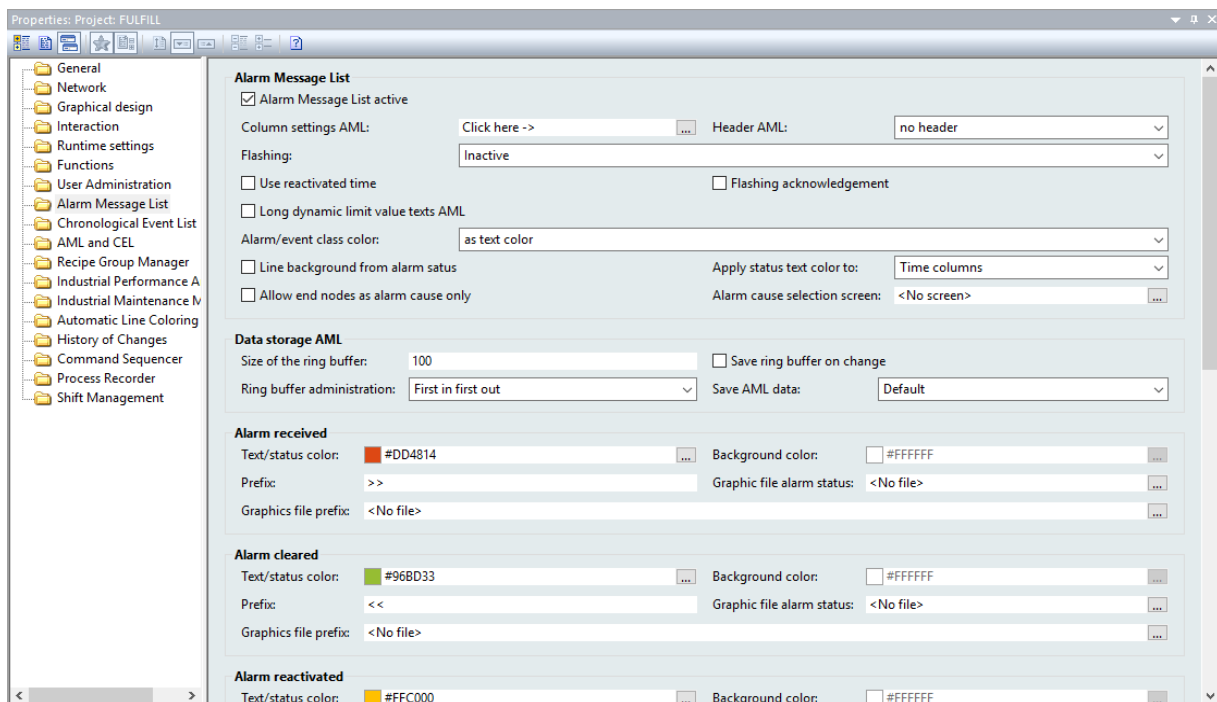 Properties: Project: FULFILL
General
Network
Graphical design
Interaction
Runtime settings
Functions
User Administration
Alarm Message List
Chronological Event List
AML and CEL
Recipe Group Manager
Industrial Performance A
Industrial Maintenance M
Automatic Line Coloring
History of Changes
Command Sequencer
Process Recorder
Shift Management
Alarm Message List
Alarm Message List active
Column settings AML: Click here -> ... Header AML: no header
Flashing: Inactive
Use reactivated time Flashing acknowledgement
Long dynamic limit value texts AML
Alarm/event class color: as text color
Line background from alarm satus Apply status text color to: Time columns
Allow end nodes as alarm cause only Alarm cause selection screen: <No screen> ...
Data storage AML
Size of the ring buffer: 100 Save ring buffer on change
Ring buffer administration: First in first out Save AML data: Default
Alarm received
Text/status color: #DD4814 ... Background color: #FFFFFF ...
Prefix: >> Graphic file alarm status: <No file> ...
Graphics file prefix: <No file> ...
Alarm cleared
Text/status color: #96BD33 ... Background color: #FFFFFF ...
Prefix: << Graphic file alarm status: <No file> ...
Graphics file prefix: <No file> ...
Alarm reactivated
Text/status color: #FFC000 ... Background color: #FFFFFF ...